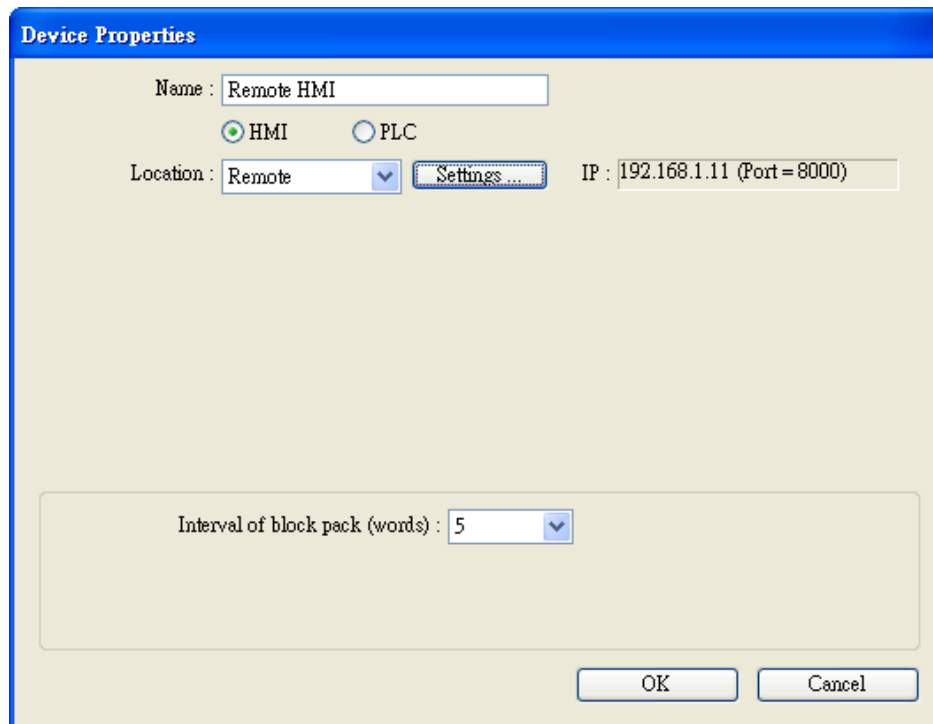 Device Properties
Name : Remote HMI
HMI PLC
Location : Remote Settings ... IP : 192.168.1.11 (Port = 8000)
Interval of block pack (words) : 5
OK Cancel